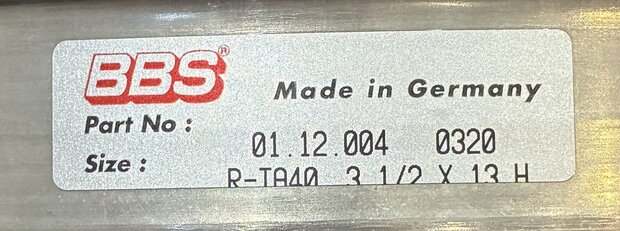 BBS® Made in Germany
Part No : 01.12.004 0320
Size : R-TA40 3 1/2 X 13 H